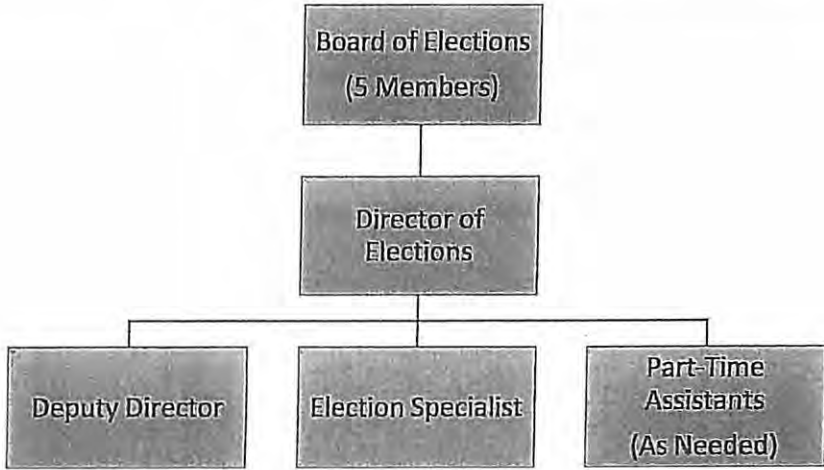 Board of Elections
(5 Members)
Director of
Elections
Deputy Director
Election Specialist
Part-Time
Assistants
(As Needed)